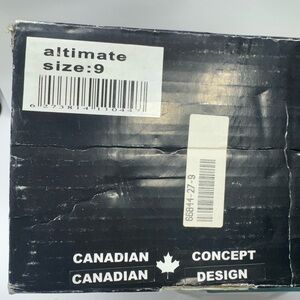 altimate
size:9
66844-27-9
CANADIAN CONCEPT
CANADIAN DESIGN